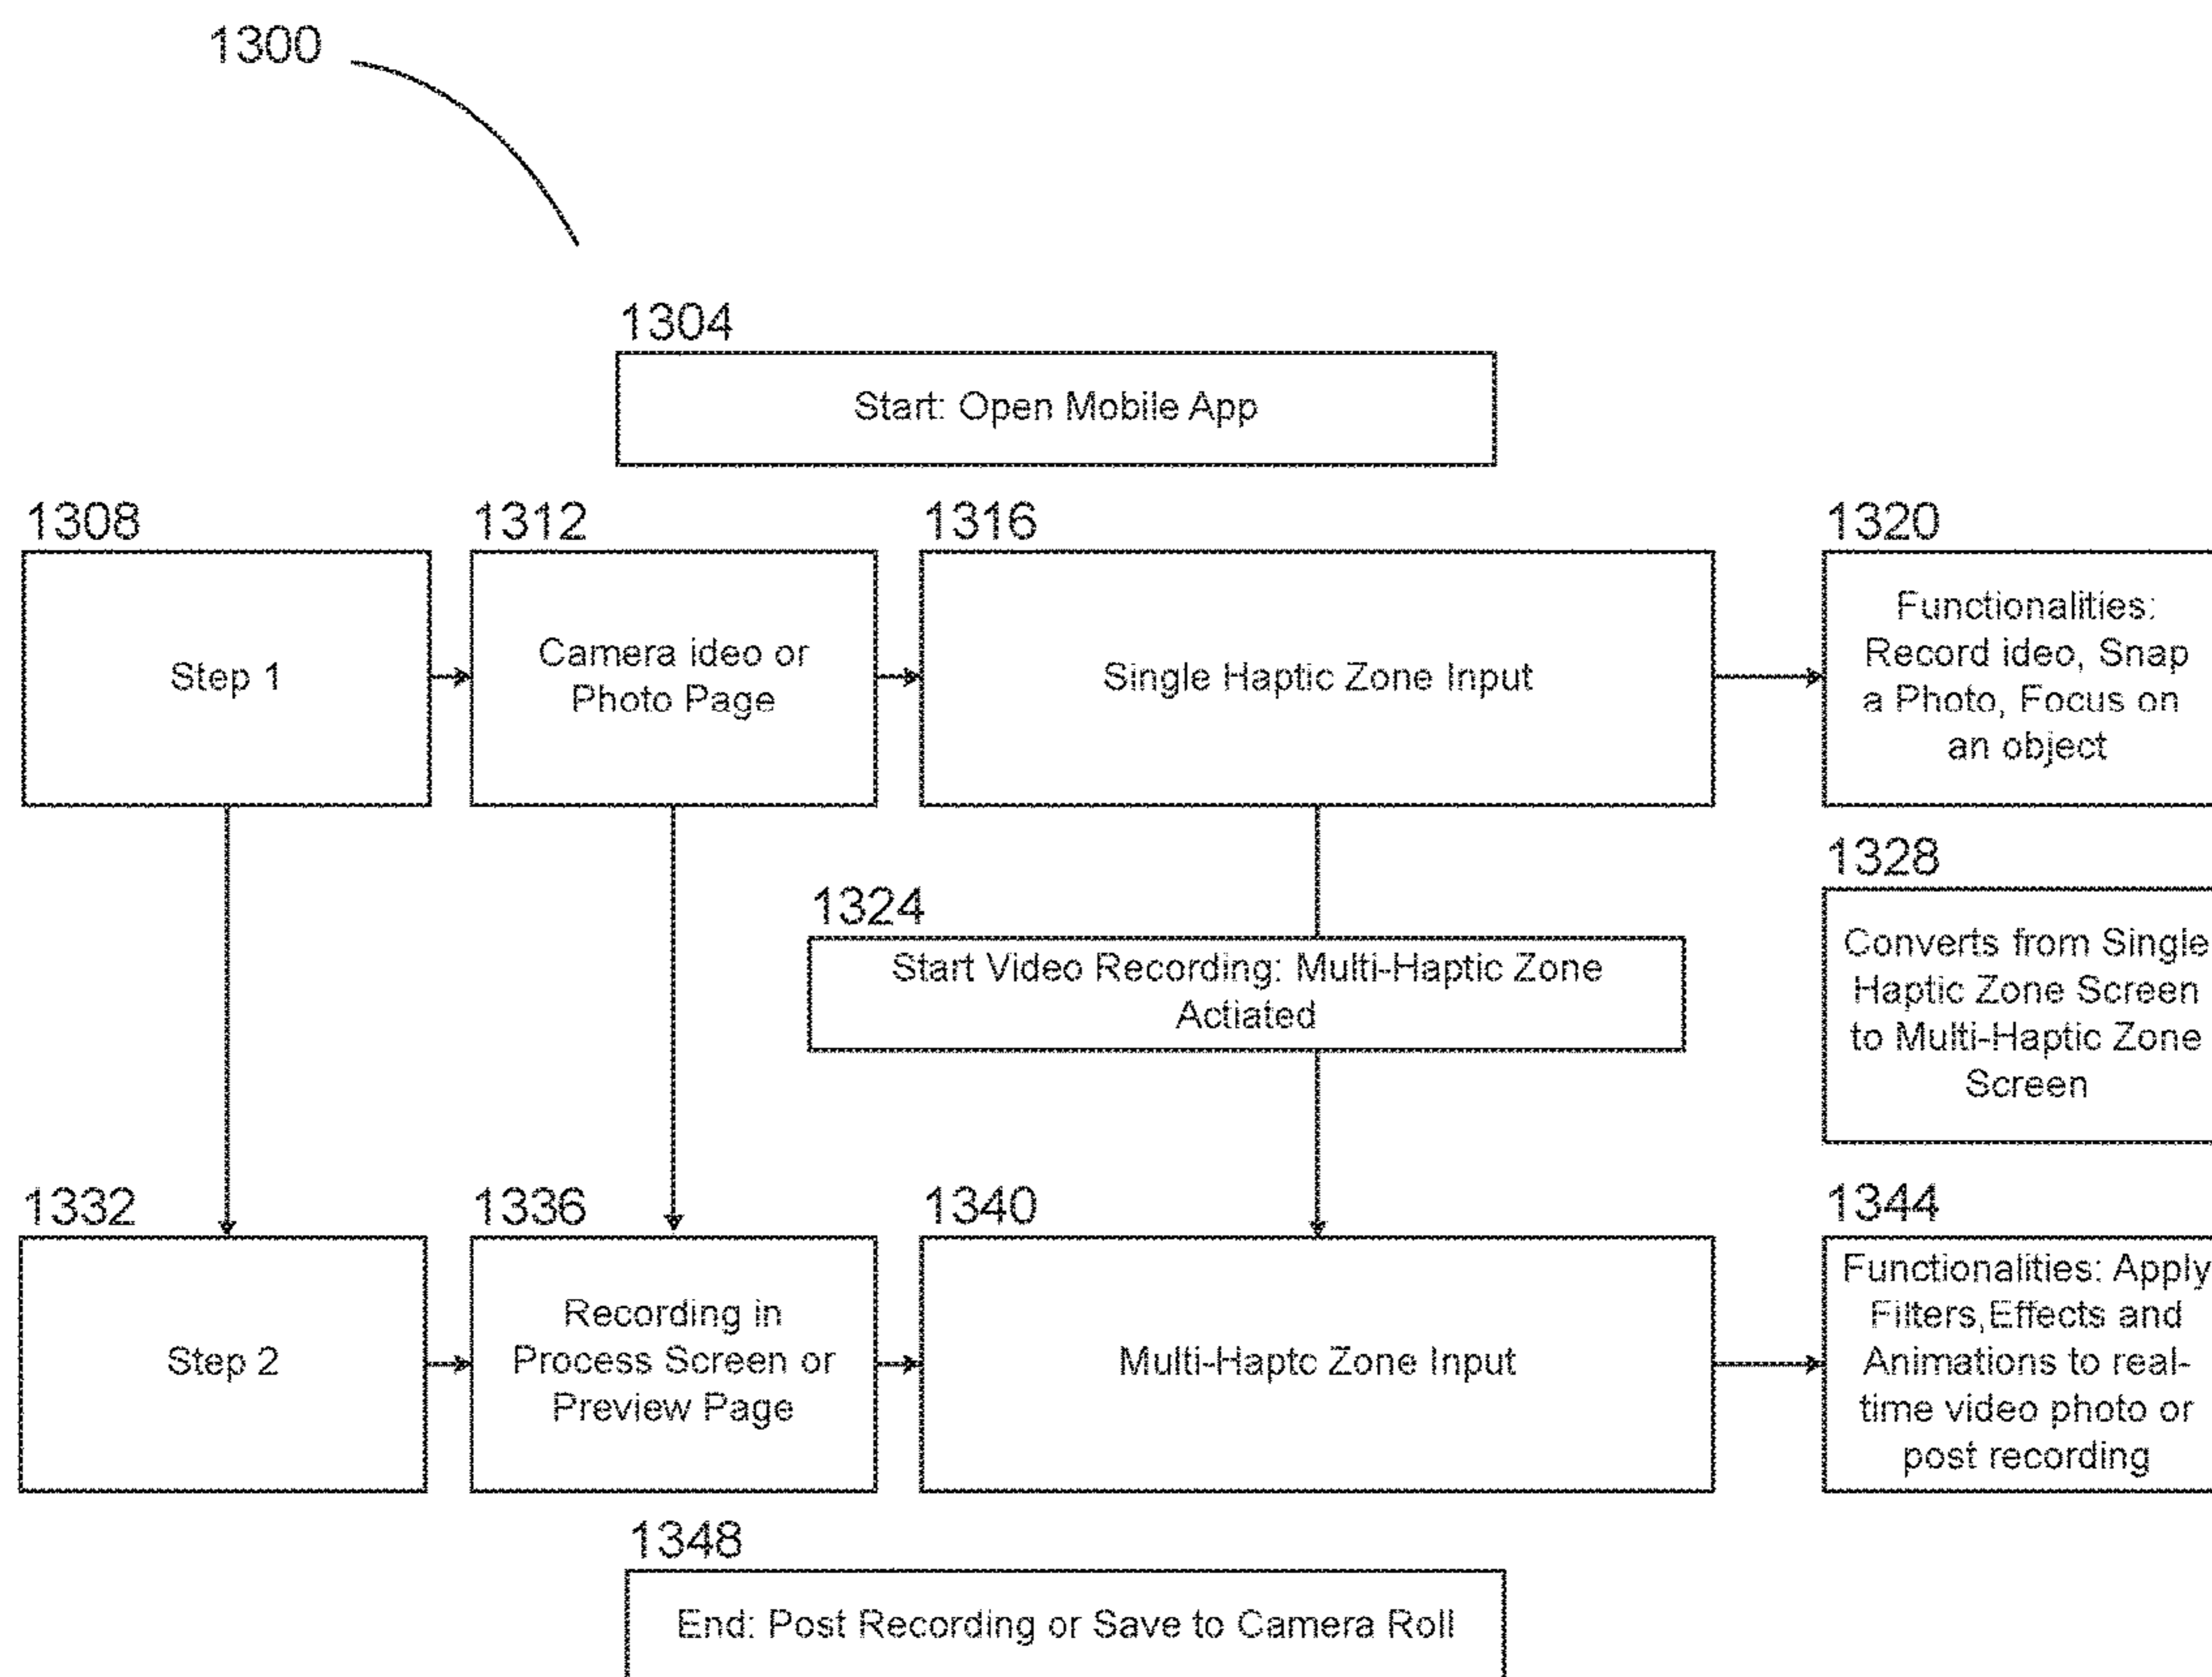 1300
1304
Start: Open Mobile App
1308
Step 1
1312
Camera ideo or
Photo Page
1316
Single Haptic Zone Input
1320
Functionalities:
Record ideo, Snap
a Photo, Focus on
an object
1324
Start Video Recording: Multi-Haptic Zone
Actiated
1328
Converts from Single
Haptic Zone Screen
to Multi-Haptic Zone
Screen
1332
Step 2
1336
Recording in
Process Screen or
Preview Page
1340
Multi-Haptc Zone Input
1344
Functionalities: Apply
Filters,Effects and
Animations to real-
time video photo or
post recording
1348
End: Post Recording or Save to Camera Roll